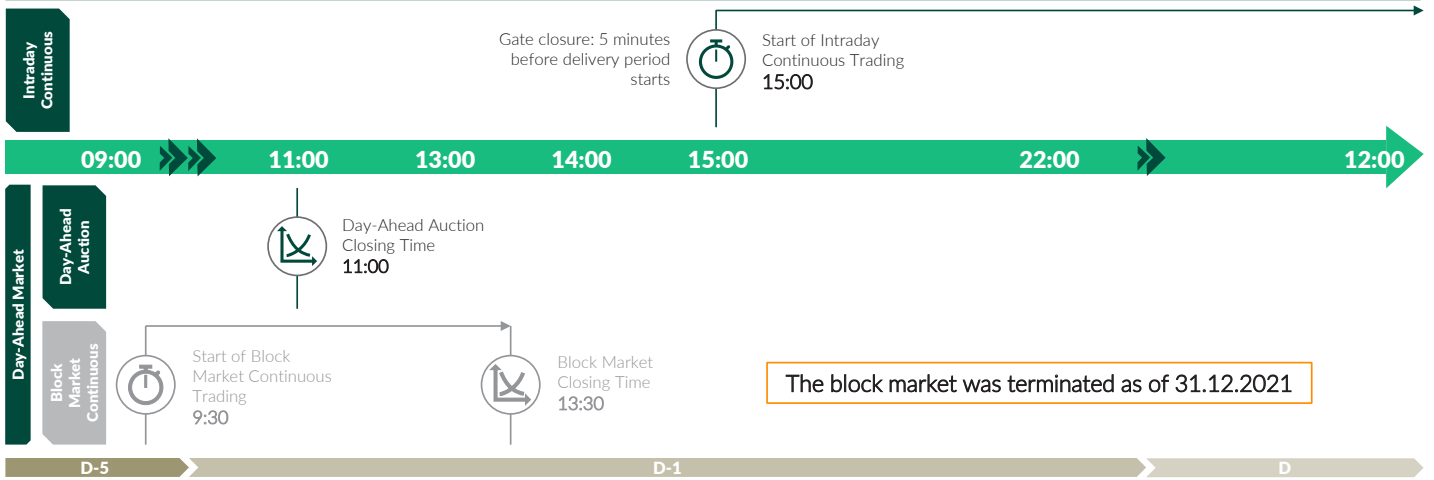 Intraday
Continuous
Gate closure: 5 minutes
before delivery period
starts
Start of Intraday
Continuous Trading
15:00
09:00
11:00
13:00
14:00
15:00
22:00
12:00
Day-Ahead Market
Day-Ahead
Auction
Day-Ahead Auction
Closing Time
11:00
Block
Market
Continuous
Start of Block
Market Continuous
Trading
9:30
Block Market
Closing Time
13:30
The block market was terminated as of 31.12.2021
D-5
D-1
D